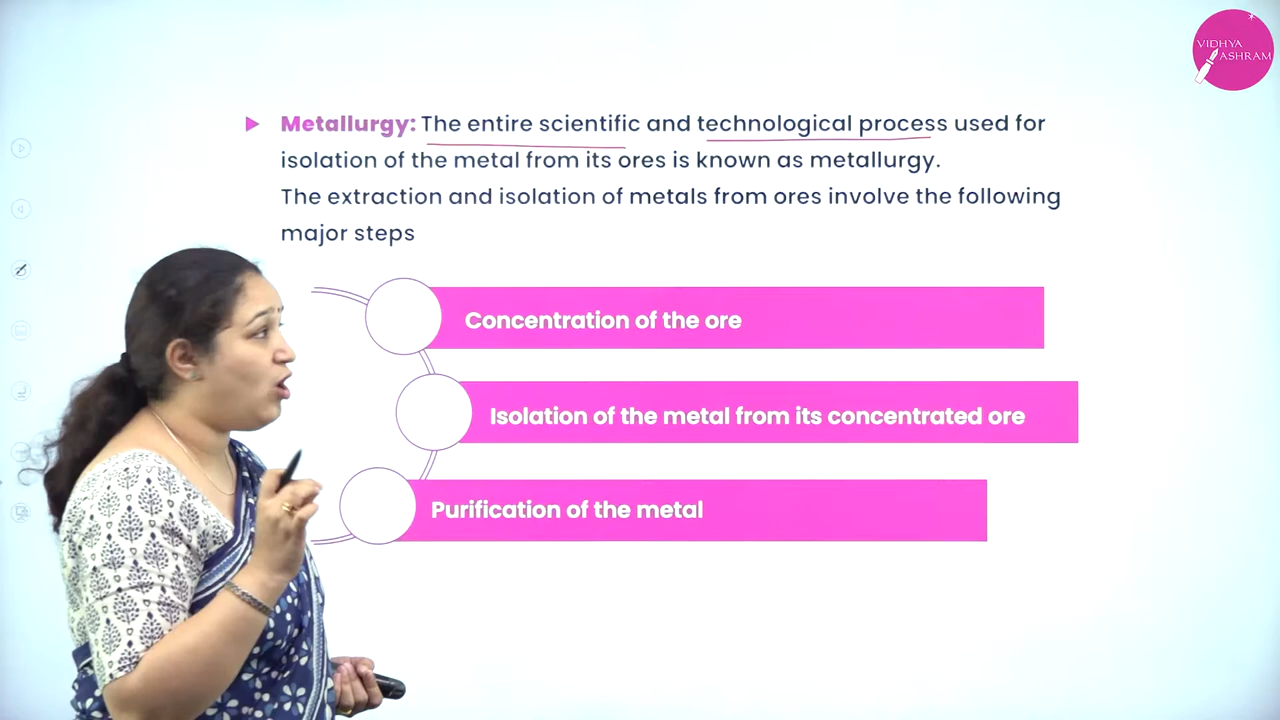 VIDHYA
ASHRAM
Metallurgy: The entire scientific and technological process used for
isolation of the metal from its ores is known as metallurgy.
The extraction and isolation of metals from ores involve the following
major steps
Concentration of the ore
Isolation of the metal from its concentrated ore
Purification of the metal